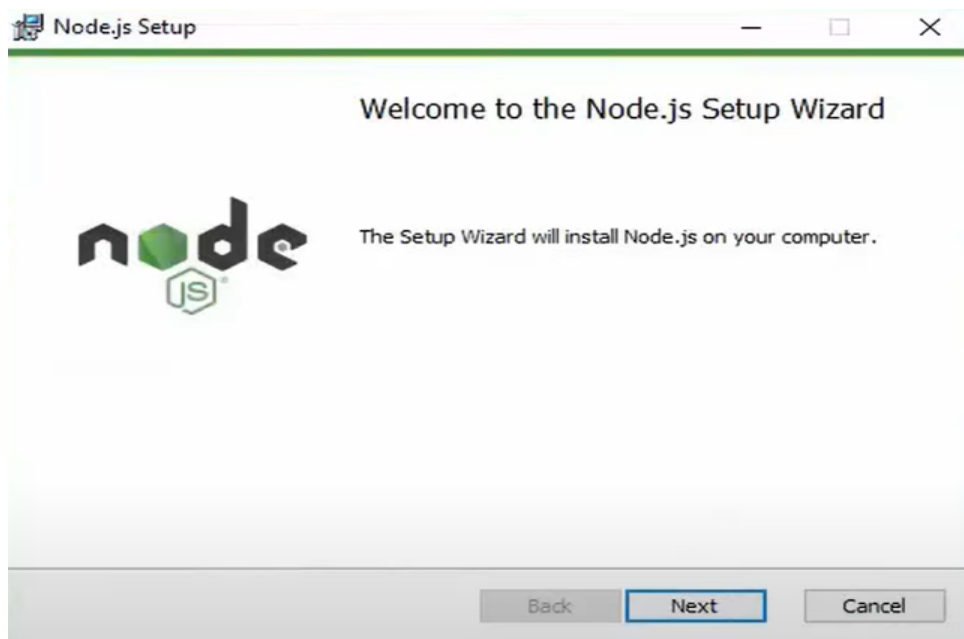 Node.js Setup
Welcome to the Node.js Setup Wizard
node
JS
The Setup Wizard will install Node.js on your computer.
Back
Next
Cancel